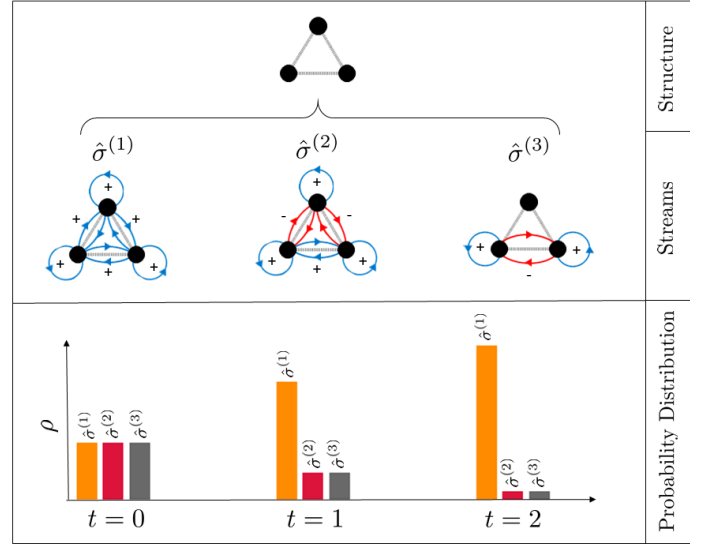 Structure
σ̂⁽¹⁾
σ̂⁽²⁾
σ̂⁽³⁾
+
+
+
+
+
+
+
-
-
+
+
+
+
+
-
Streams
ρ
σ̂⁽¹⁾ σ̂⁽²⁾ σ̂⁽³⁾
σ̂⁽¹⁾
σ̂⁽²⁾ σ̂⁽³⁾
σ̂⁽¹⁾
σ̂⁽²⁾ σ̂⁽³⁾
t = 0
t = 1
t = 2
Probability Distribution